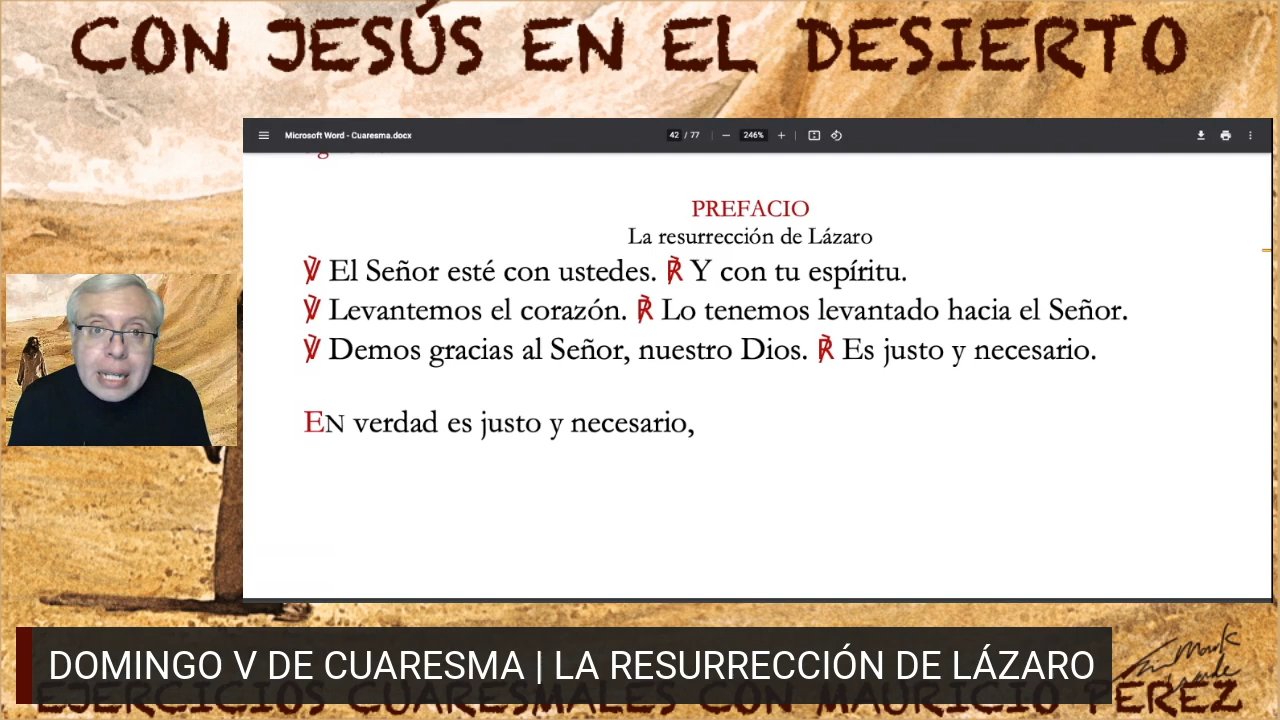 CON JESÚS EN EL DESIERTO
Microsoft Word - Cuaresma.docx
42 / 77
246%
PREFACIO
La resurrección de Lázaro
℣ El Señor esté con ustedes. ℟ Y con tu espíritu.
℣ Levantemos el corazón. ℟ Lo tenemos levantado hacia el Señor.
℣ Demos gracias al Señor, nuestro Dios. ℟ Es justo y necesario.
EN verdad es justo y necesario,
DOMINGO V DE CUARESMA | LA RESURRECCIÓN DE LÁZARO
EJERCICIOS CUARESMALES CON MAURICIO PEREZ